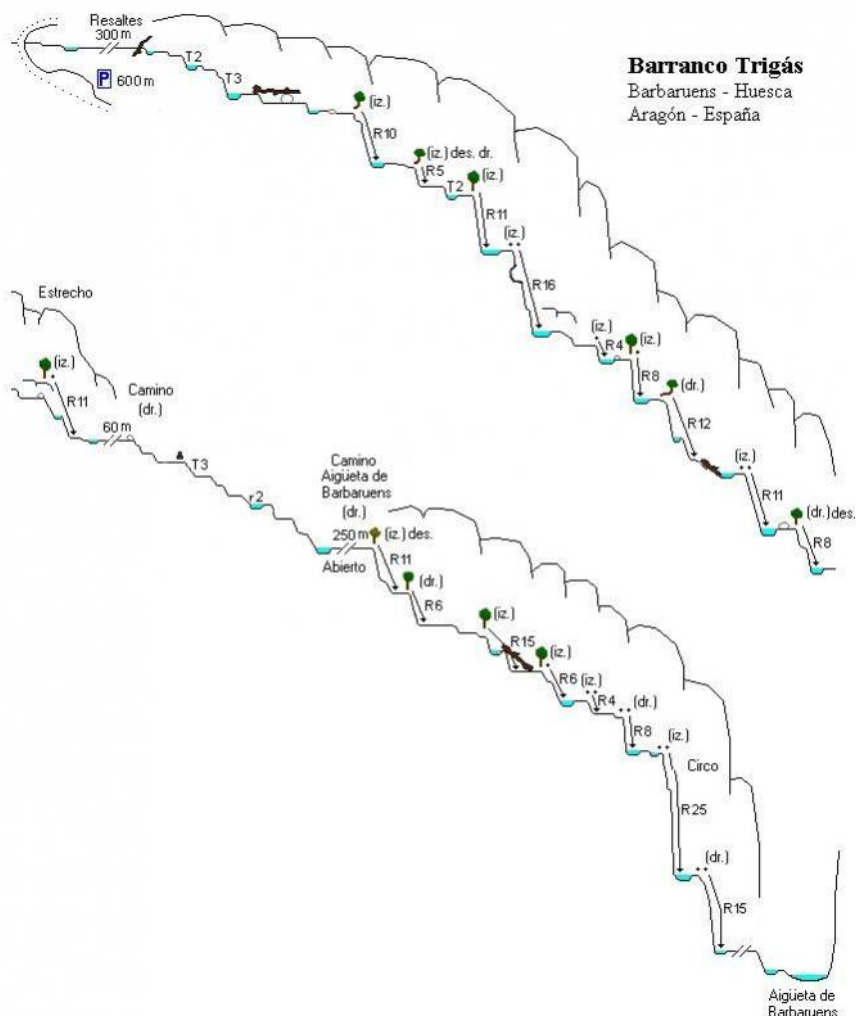 Barranco Trigás
Barbaruens - Huesca
Aragón - España
Resaltes
300 m
P 600 m
T2
T3
(iz.)
R10
(iz.) des. dr.
R5
T2
(iz.)
R11
(iz.)
R16
(iz.)
R4
(iz.)
R8
(dr.)
R12
(iz.)
R11
(dr.) des.
R8
Estrecho
(iz.)
R11
60 m
Camino
(dr.)
T3
r2
Camino
Aigüeta de
Barbaruens
(dr.)
250 m
Abierto
(iz.) des.
R11
(dr.)
R6
(iz.)
R15
(iz.)
R6
(iz.)
R4
(dr.)
R8
(iz.)
Circo
R25
(dr.)
R15
Aigüeta de
Barbaruens